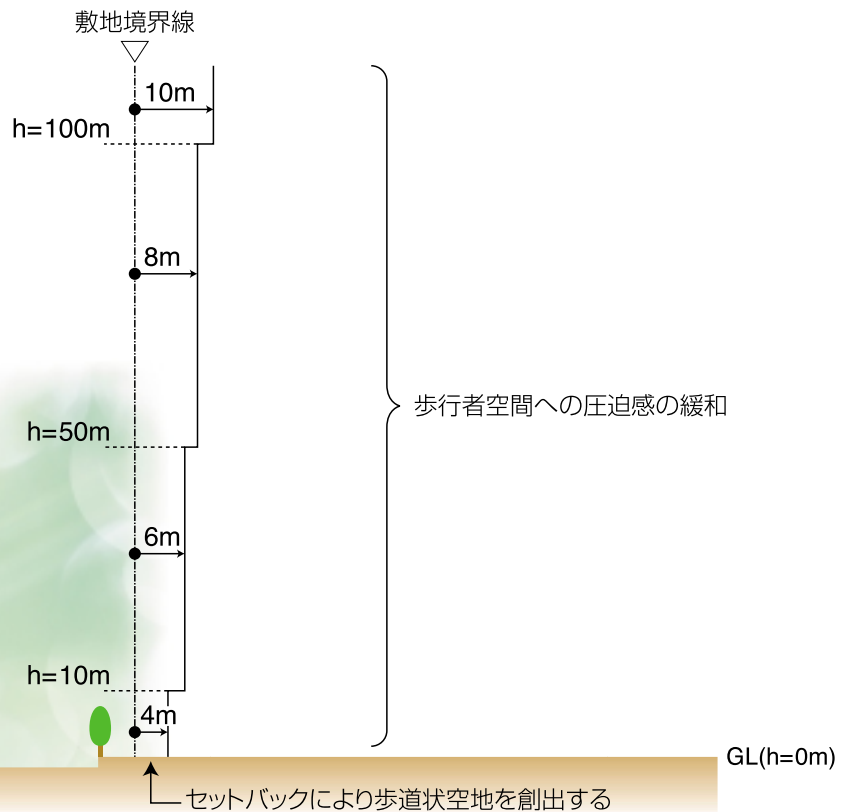 敷地境界線
10m
h=100m
8m
歩行者空間への圧迫感の緩和
h=50m
6m
h=10m
4m
GL(h=0m)
セットバックにより歩道状空地を創出する